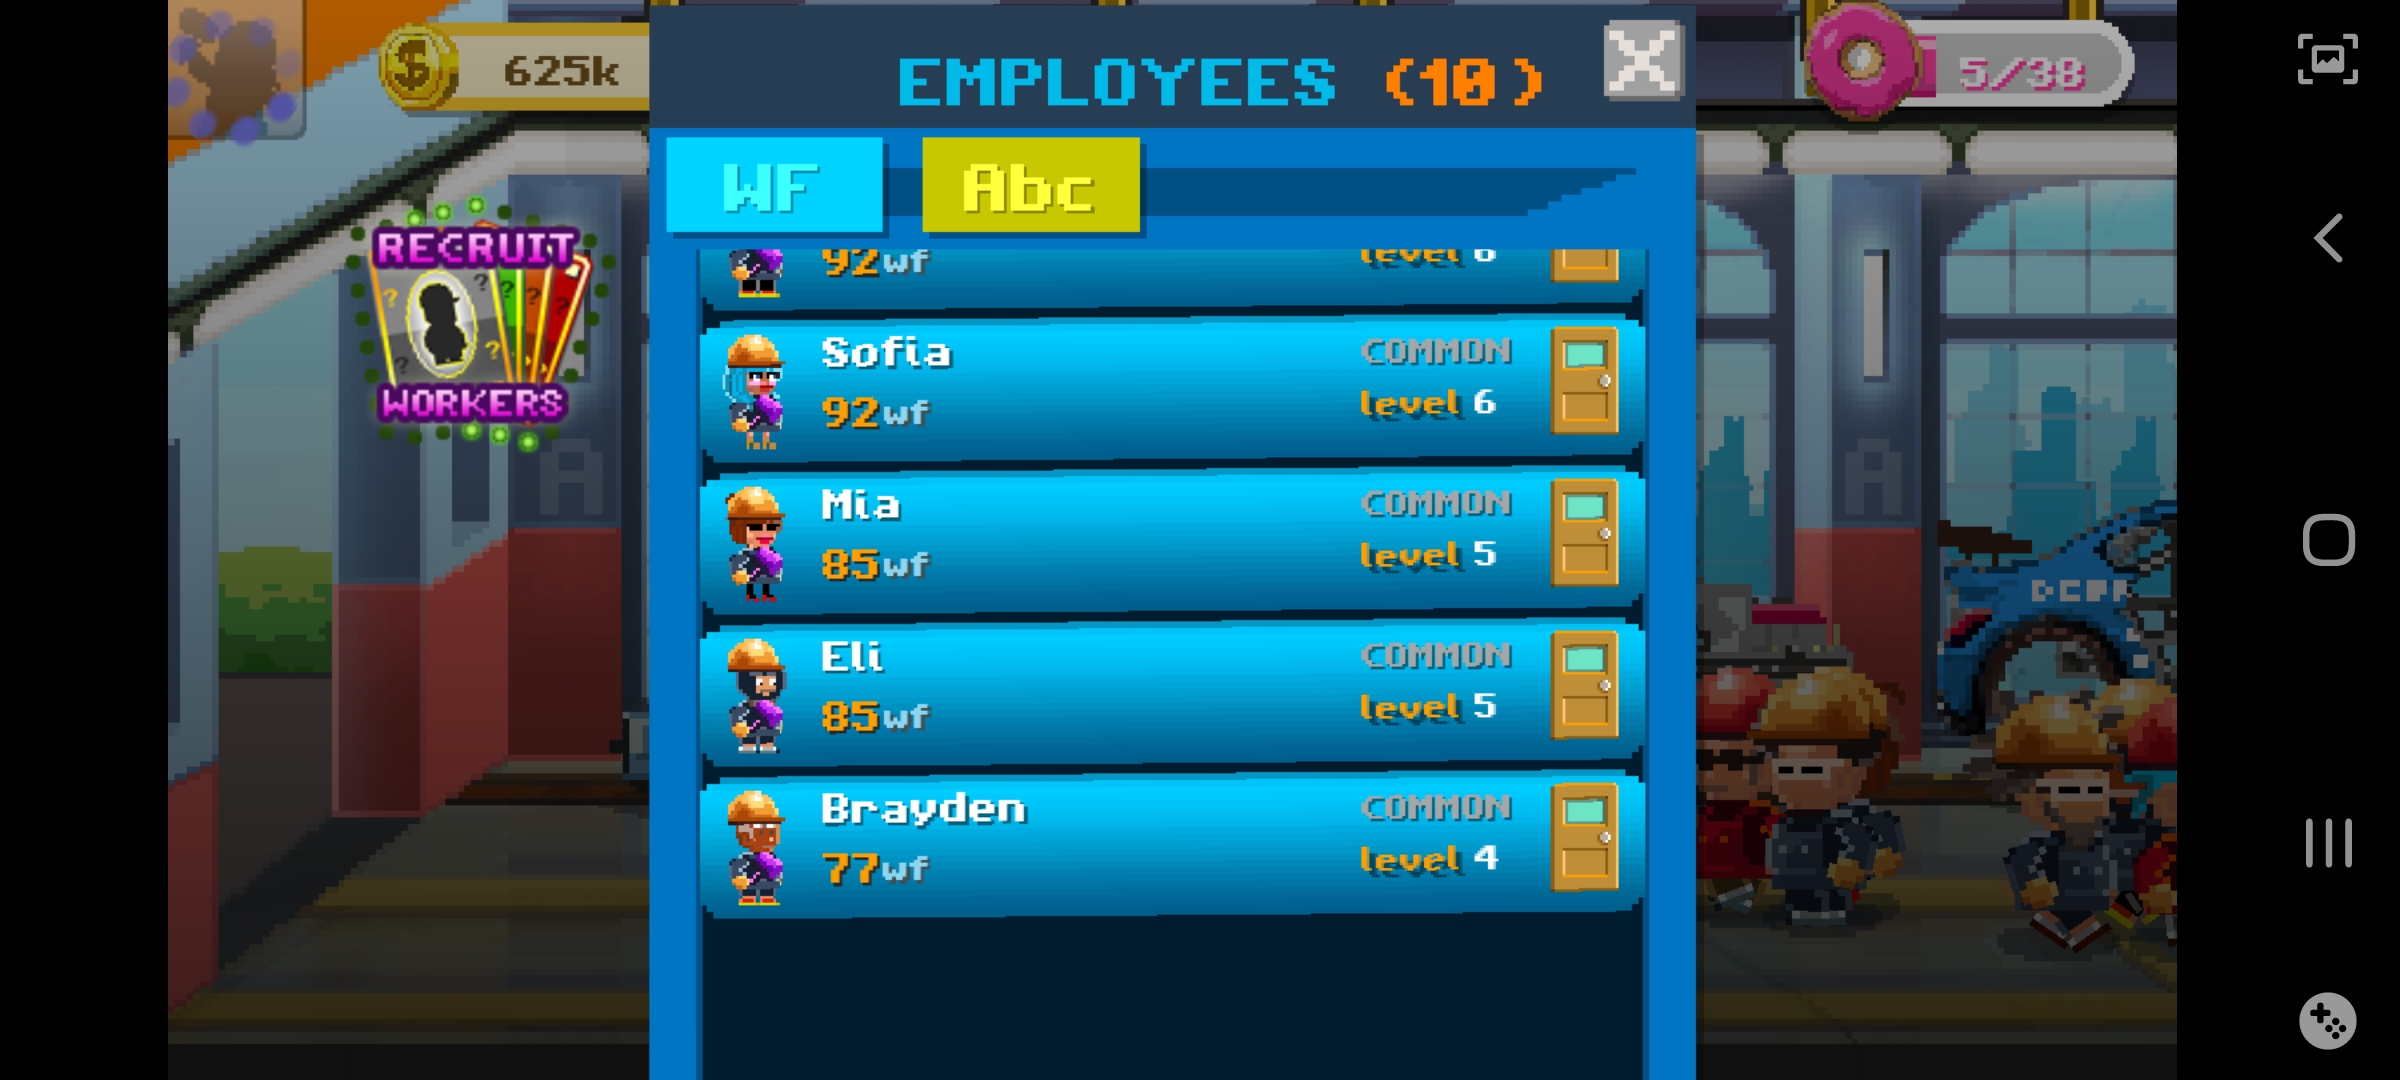 625k
EMPLOYEES (10)
5/38
WF Abc
92wf level 6
RECRUIT
WORKERS
Sofia COMMON
92wf level 6
Mia COMMON
85wf level 5
Eli COMMON
85wf level 5
Brayden COMMON
77wf level 4
A
A